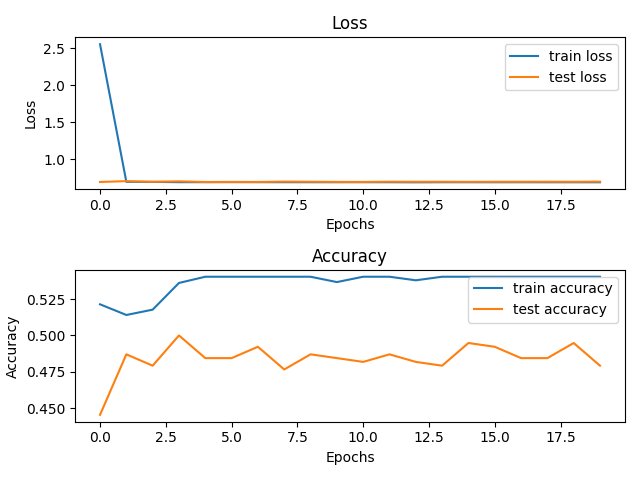 Loss
2.5
2.0
1.5
1.0
Loss
train loss
test loss
0.0 2.5 5.0 7.5 10.0 12.5 15.0 17.5
Epochs
Accuracy
0.525
0.500
0.475
0.450
Accuracy
train accuracy
test accuracy
0.0 2.5 5.0 7.5 10.0 12.5 15.0 17.5
Epochs